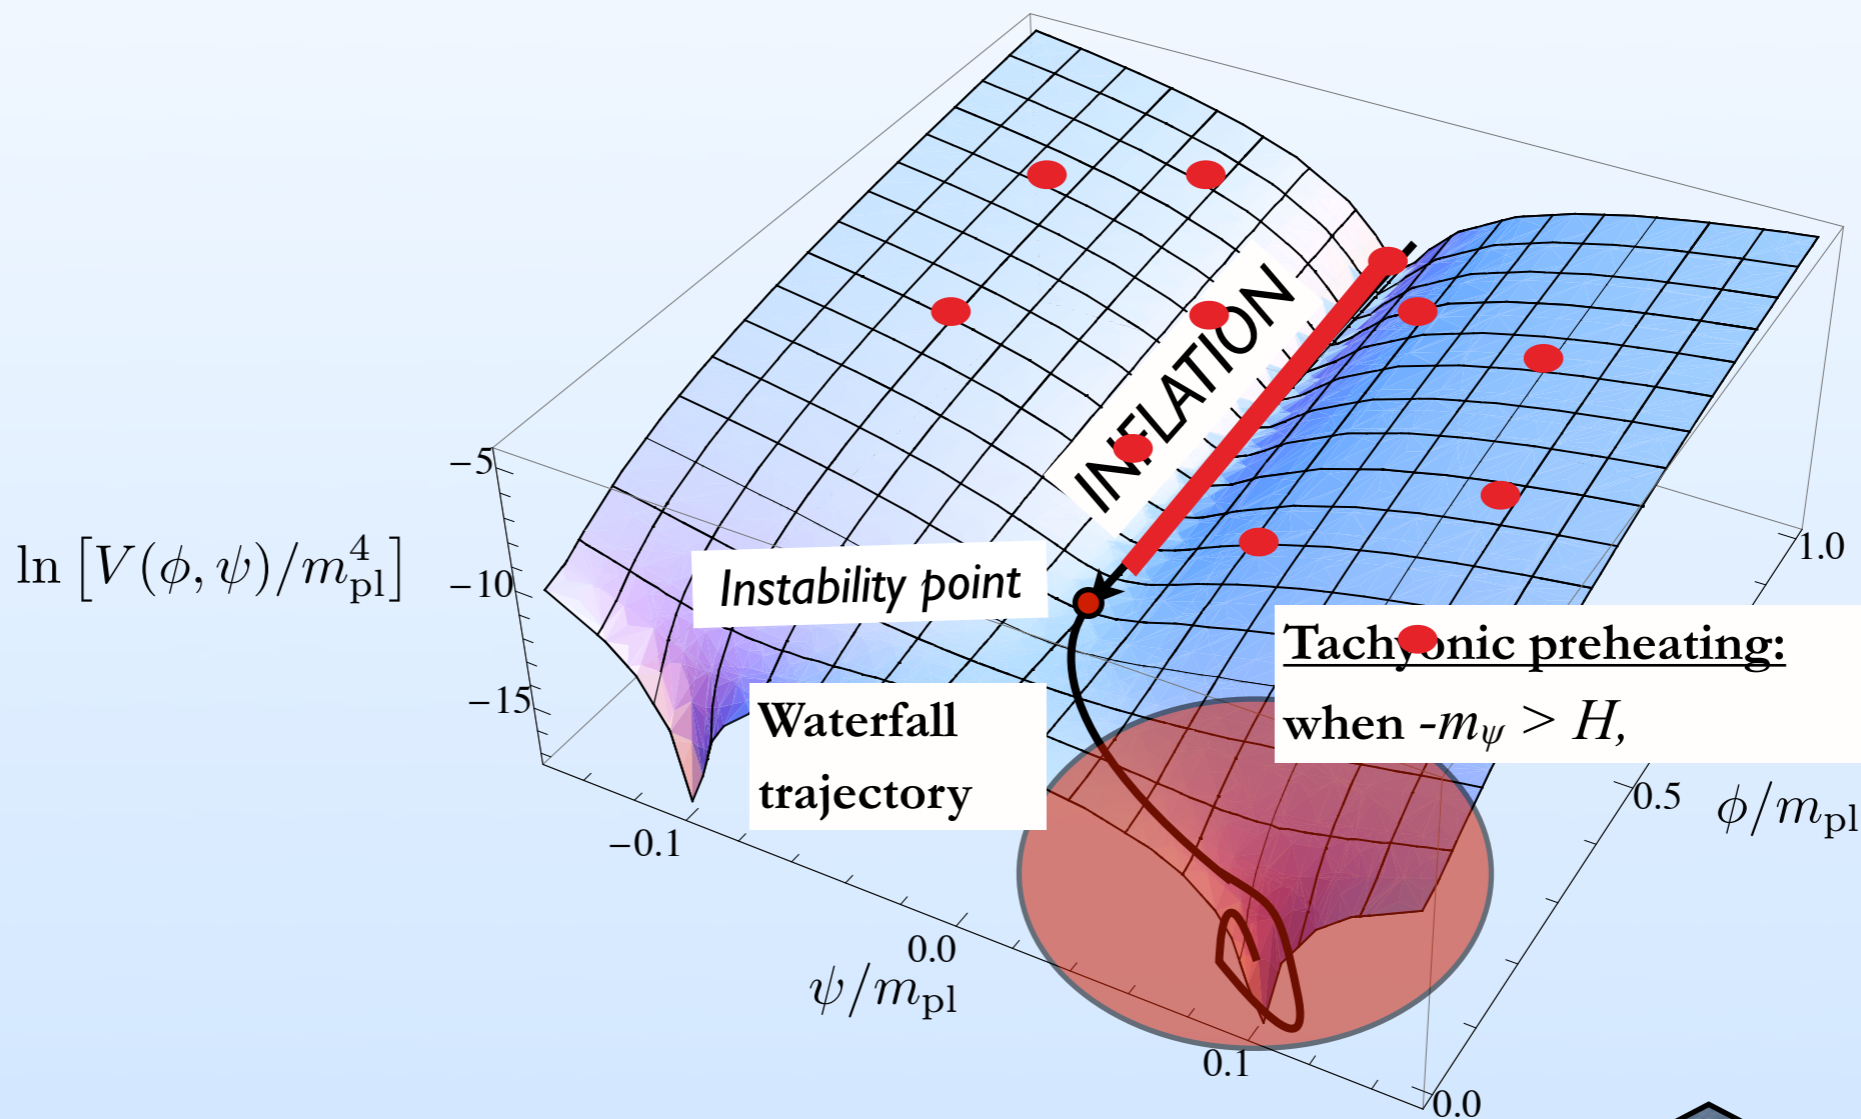 INFLATION
−5
ln [V(ϕ, ψ)/m⁴ₚₗ]
−10
Instability point
1.0
Tachyonic preheating:
when -mψ > H,
−15
Waterfall
trajectory
0.5
ϕ/mₚₗ
−0.1
0.0
ψ/mₚₗ
0.1
0.0